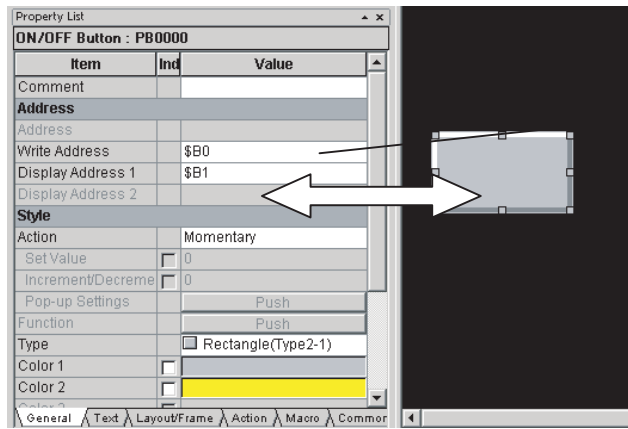 Property List
ON/OFF Button : PB0000
Item Ind Value
Comment
Address
Address
Write Address $B0
Display Address 1 $B1
Display Address 2
Style
Action Momentary
Set Value 0
Increment/Decreme 0
Pop-up Settings Push
Function Push
Type Rectangle(Type2-1)
Color 1
Color 2
Color 3
General Text Layout/Frame Action Macro Commor